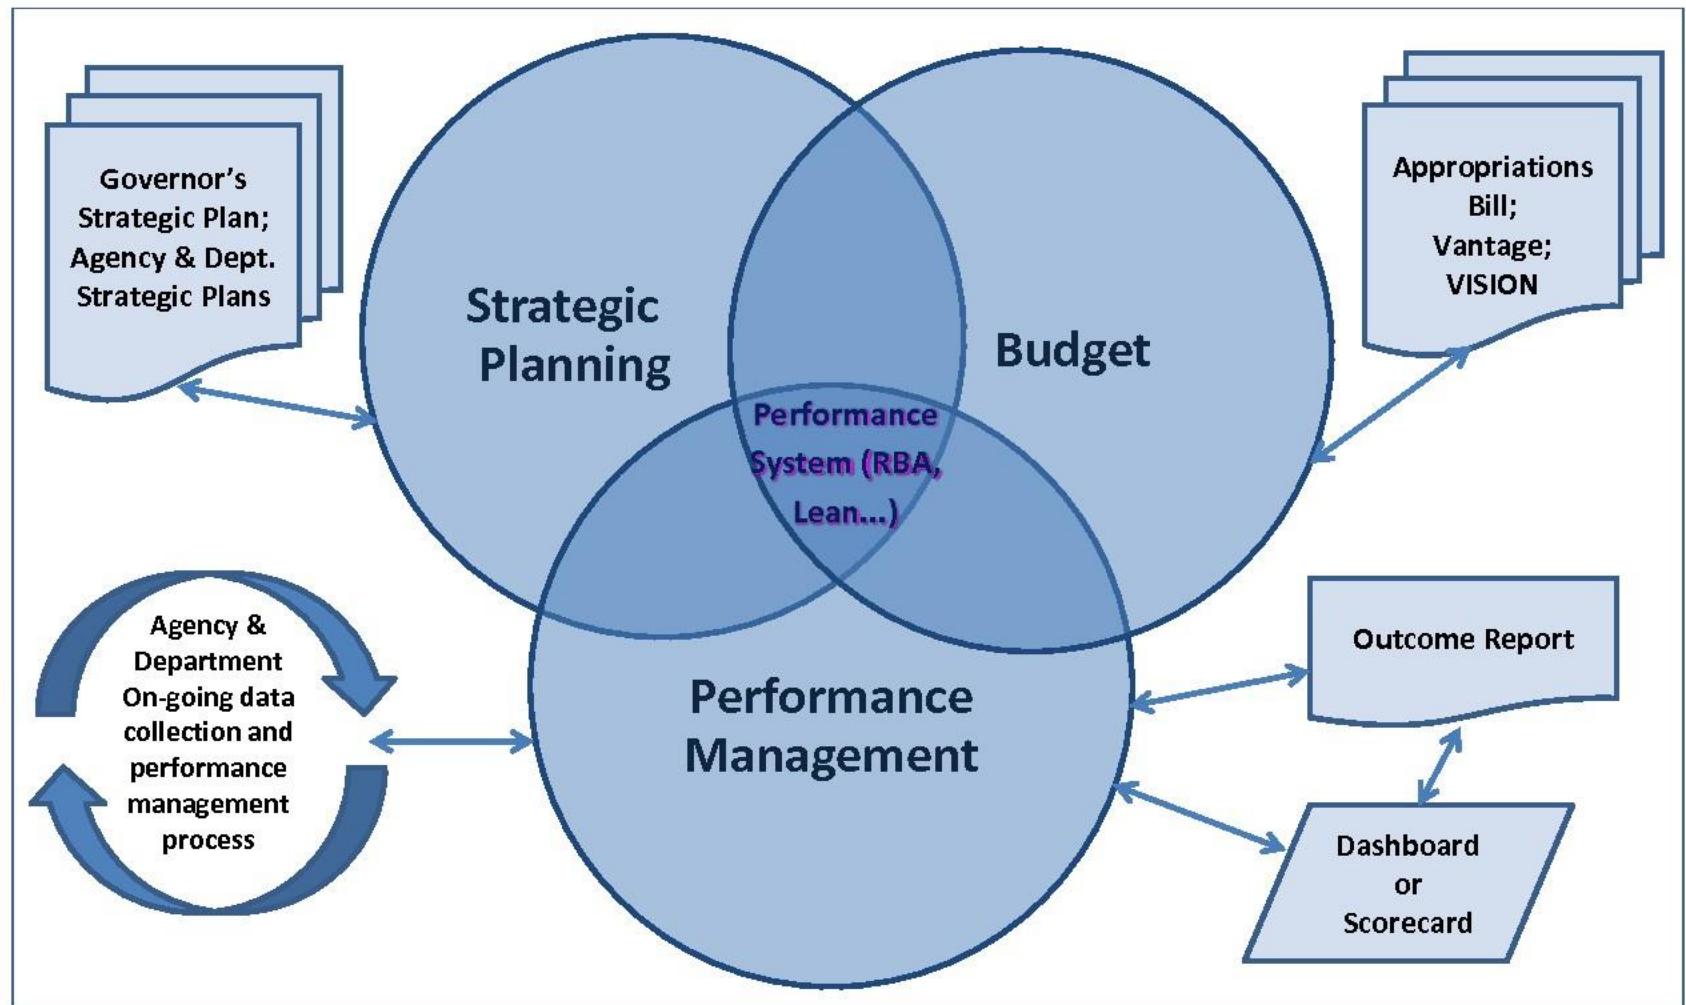 Governor’s
Strategic Plan;
Agency & Dept.
Strategic Plans
Strategic
Planning
Budget
Appropriations
Bill;
Vantage;
VISION
Performance
System (RBA,
Lean...)
Agency &
Department
On-going data
collection and
performance
management
process
Performance
Management
Outcome Report
Dashboard
or
Scorecard